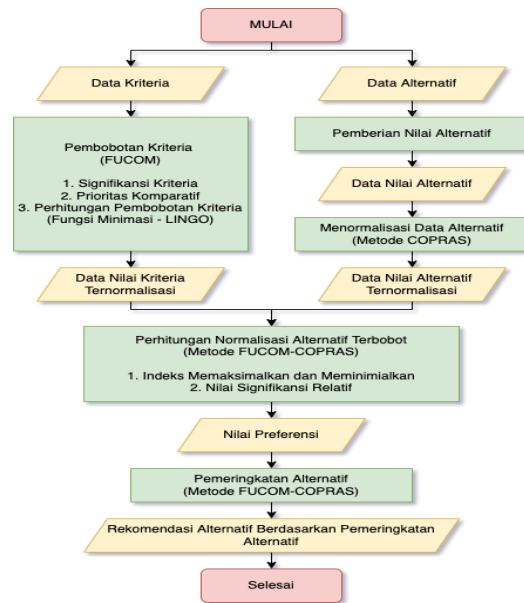 MULAI
Data Kriteria
Data Alternatif
Pembobotan Kriteria
(FUCOM)
1. Signifikansi Kriteria
2. Prioritas Komparatif
3. Perhitungan Pembobotan Kriteria
(Fungsi Minimasi - LINGO)
Pemberian Nilai Alternatif
Data Nilai Alternatif
Menormalisasi Data Alternatif
(Metode COPRAS)
Data Nilai Kriteria
Ternormalisasi
Data Nilai Alternatif
Ternormalisasi
Perhitungan Normalisasi Alternatif Terbobot
(Metode FUCOM-COPRAS)
1. Indeks Memaksimalkan dan Meminimialkan
2. Nilai Signifikansi Relatif
Nilai Preferensi
Pemeringkatan Alternatif
(Metode FUCOM-COPRAS)
Rekomendasi Alternatif Berdasarkan Pemeringkatan
Alternatif
Selesai